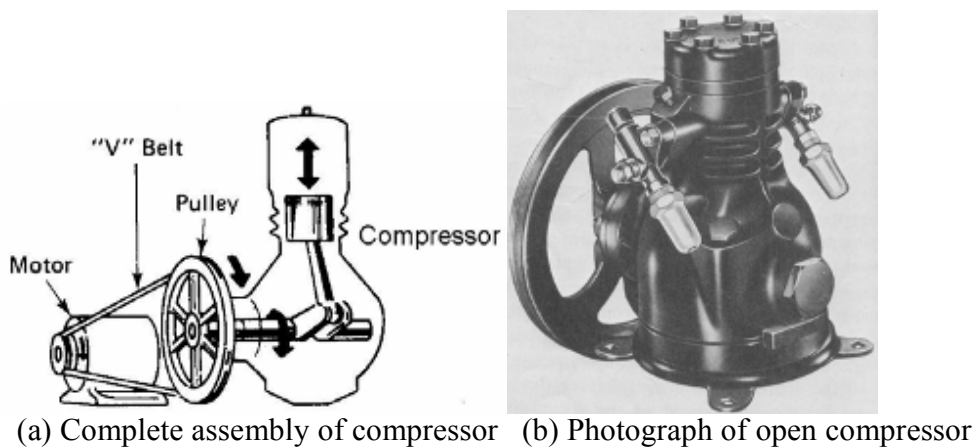 "V" Belt
Pulley
Compressor
Motor
(a) Complete assembly of compressor
(b) Photograph of open compressor